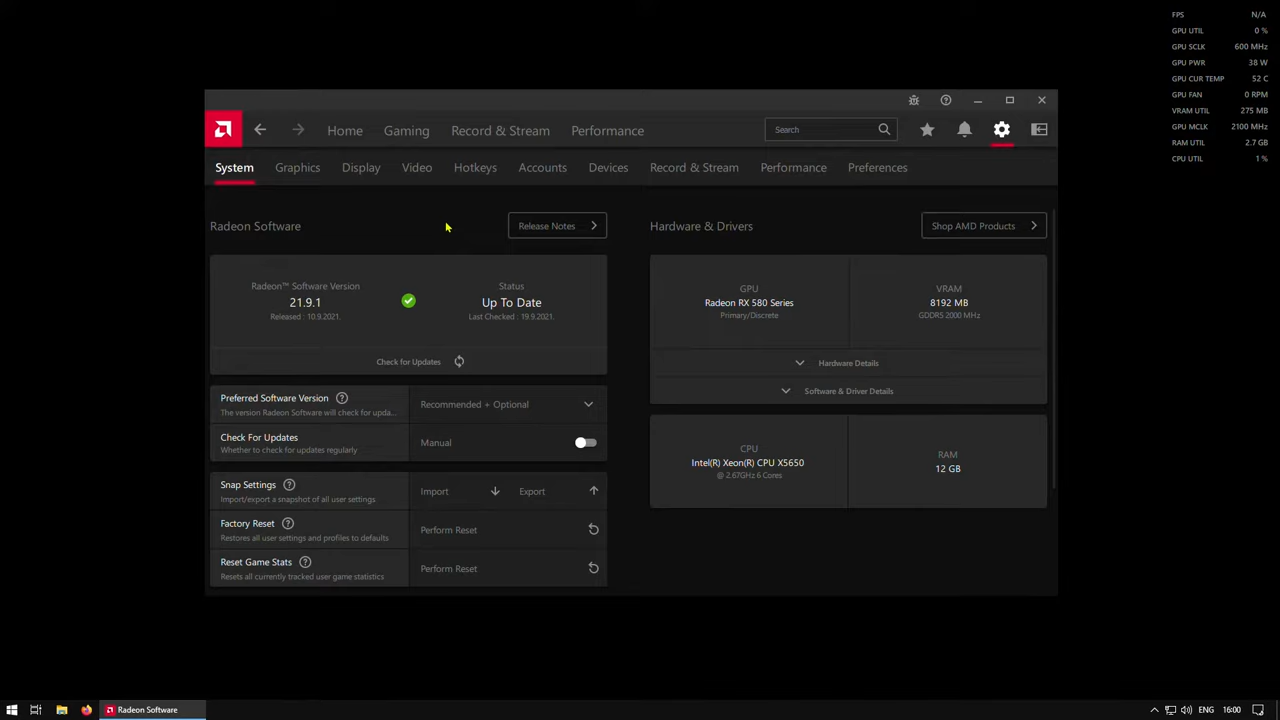 FPS N/A
GPU UTIL 0 %
GPU SCLK 600 MHz
GPU PWR 38 W
GPU CUR TEMP 52 C
GPU FAN 0 RPM
VRAM UTIL 275 MB
GPU MCLK 2100 MHz
RAM UTIL 2.7 GB
CPU UTIL 1 %
Home Gaming Record & Stream Performance Search
System Graphics Display Video Hotkeys Accounts Devices Record & Stream Performance Preferences
Radeon Software Release Notes
Radeon™ Software Version Status
21.9.1 Up To Date
Released : 10.9.2021. Last Checked : 19.9.2021.
Check for Updates
Preferred Software Version Recommended + Optional
The version Radeon Software will check for upda...
Check For Updates Manual
Whether to check for updates regularly
Snap Settings Import Export
Import/export a snapshot of all user settings
Factory Reset Perform Reset
Restores all user settings and profiles to defaults
Reset Game Stats Perform Reset
Resets all currently tracked user game statistics
Hardware & Drivers Shop AMD Products
GPU VRAM
Radeon RX 580 Series 8192 MB
Primary/Discrete GDDR5 2000 MHz
Hardware Details
Software & Driver Details
CPU RAM
Intel(R) Xeon(R) CPU X5650 12 GB
@ 2.67GHz 6 Cores
Radeon Software ENG 16:00